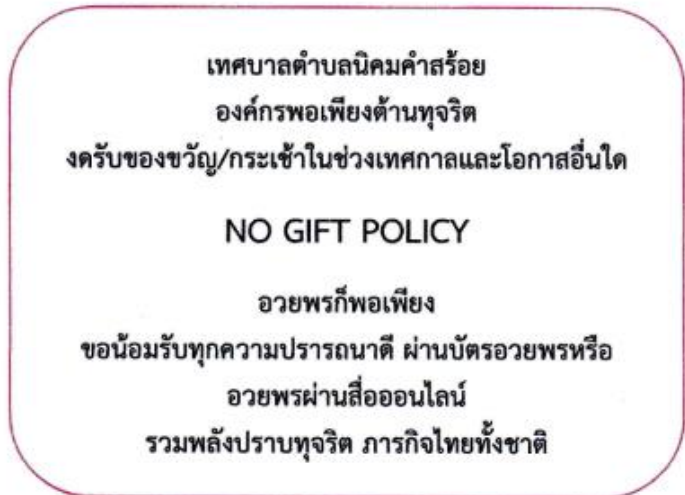 เทศบาลตำบลนิคมคำสร้อย
องค์กรพอเพียงต้านทุจริต
งดรับของขวัญ/กระเช้าในช่วงเทศกาลและโอกาสอื่นใด
NO GIFT POLICY
อวยพรก็พอเพียง
ขอน้อมรับทุกความปรารถนาดี ผ่านบัตรอวยพรหรือ
อวยพรผ่านสื่อออนไลน์
รวมพลังปราบทุจริต ภารกิจไทยทั้งชาติ